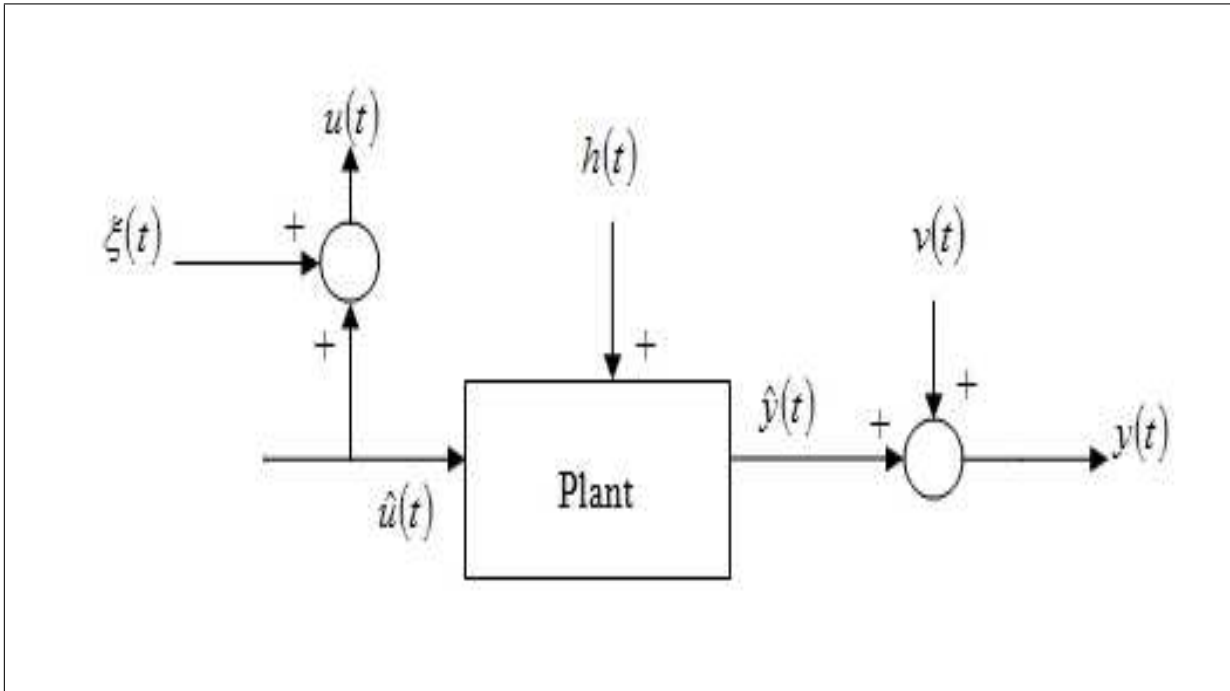 u(t)
h(t)
ξ(t)
+
v(t)
+
+
ŷ(t)
+
+
y(t)
û(t)
Plant